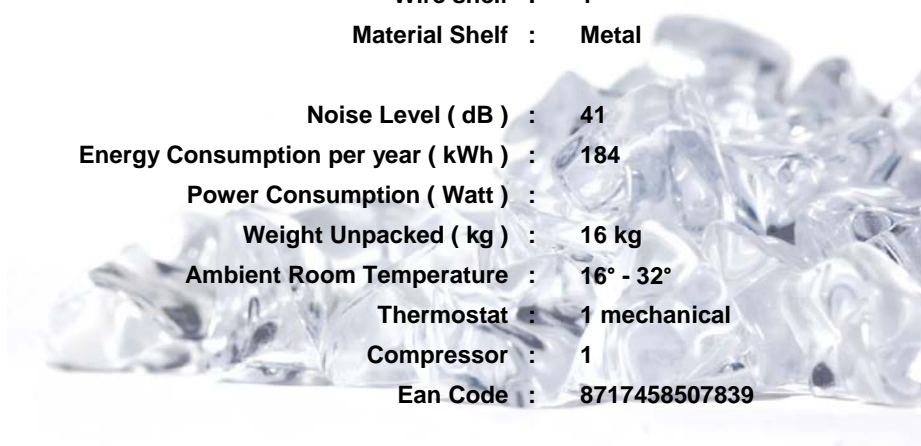 Material Shelf : Metal
Noise Level ( dB ) : 41
Energy Consumption per year ( kWh ) : 184
Power Consumption ( Watt ) :
Weight Unpacked ( kg ) : 16 kg
Ambient Room Temperature : 16° - 32°
Thermostat : 1 mechanical
Compressor : 1
Ean Code : 8717458507839